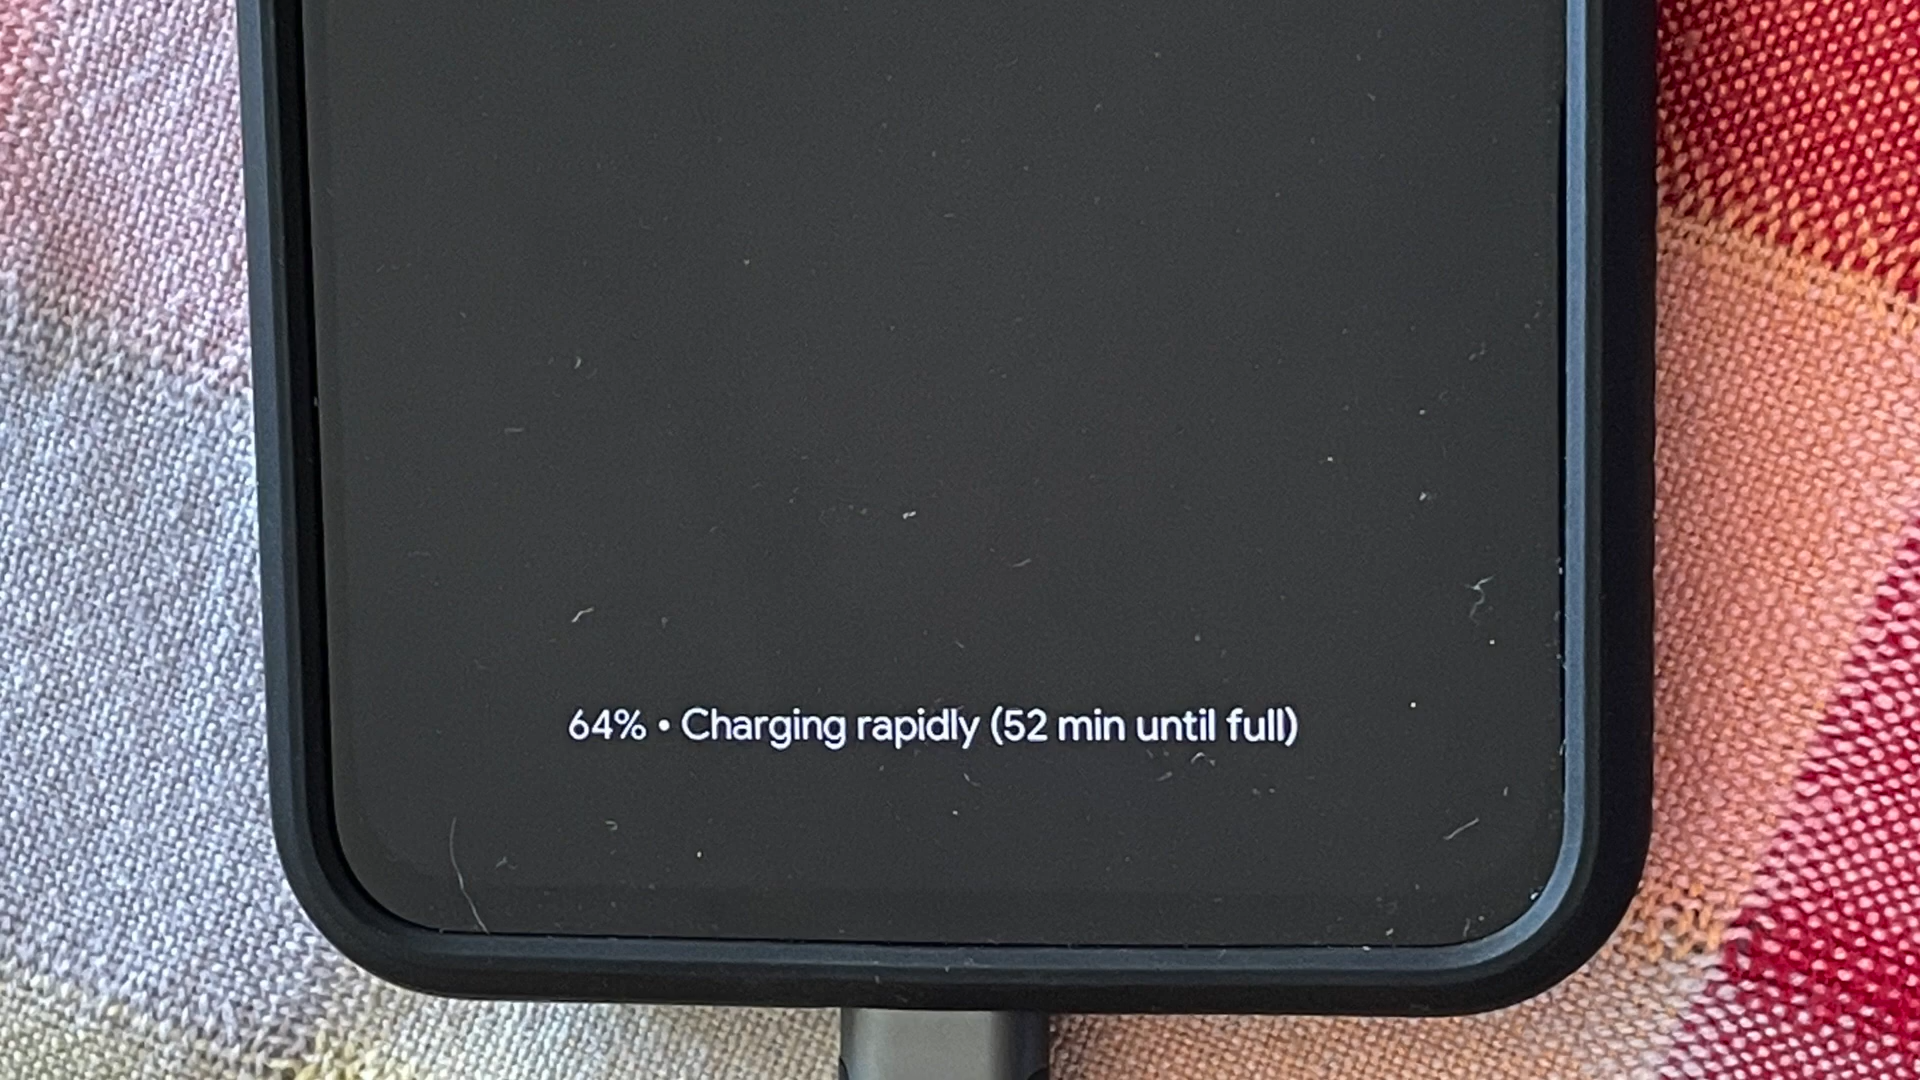 64% • Charging rapidly (52 min until full)